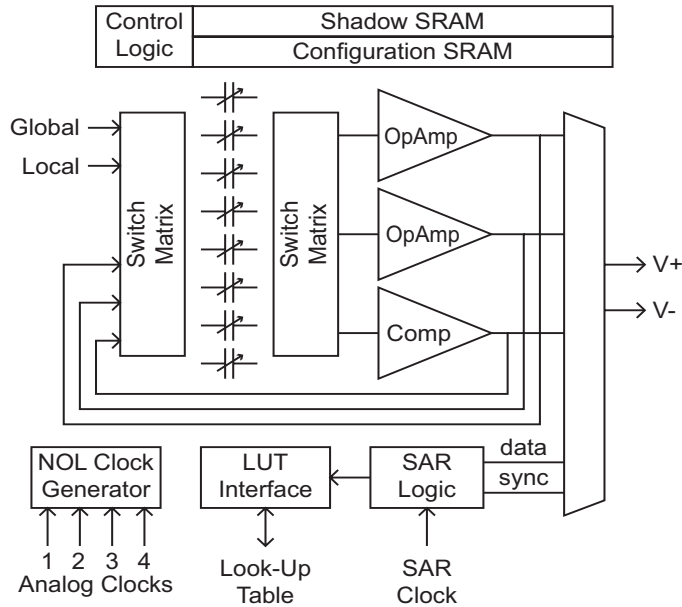 Control
Logic
Shadow SRAM
Configuration SRAM
Global
Local
Switch
Matrix
Switch
Matrix
OpAmp
OpAmp
Comp
V+
V-
NOL Clock
Generator
LUT
Interface
SAR
Logic
data
sync
1 2 3 4
Analog Clocks
Look-Up
Table
SAR
Clock